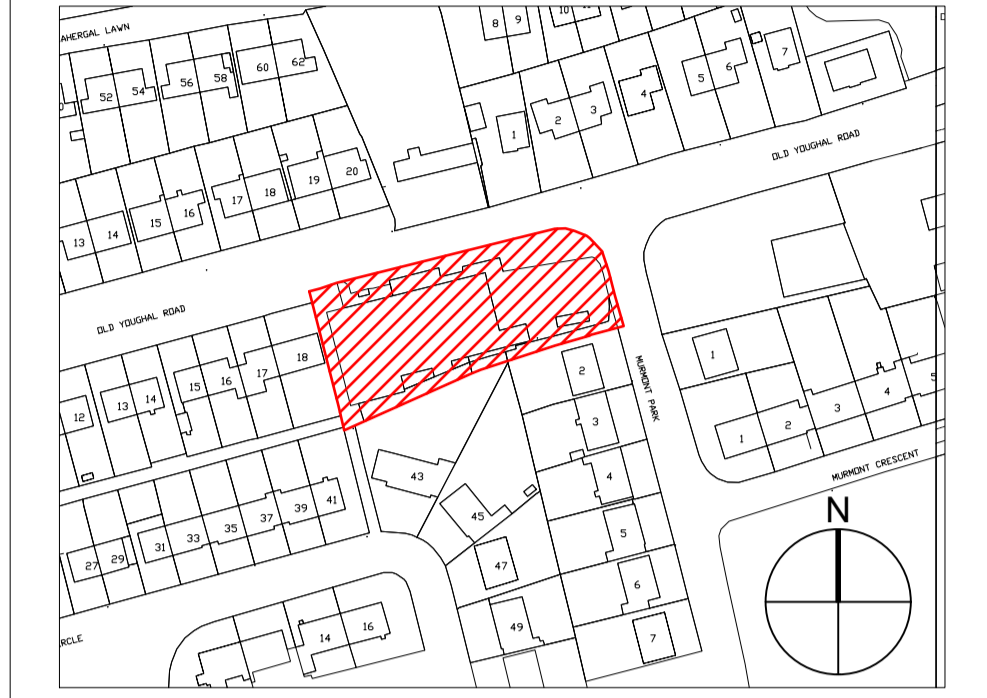 AHERGAL LAWN
8 9 10
52 54 56 58 60 62
1 2 3 4 5 6 7
OLD YOUGHAL ROAD
13 14 15 16 17 18 19 20
OLD YOUGHAL ROAD
12 13 14 15 16 17 18
MURMONT PARK
2
3
4
5
6
7
1
1 2 3 4 5
MURMONT CRESCENT
43
45
47
49
27 29 31 33 35 37 39 41
14 16
RCLE
N